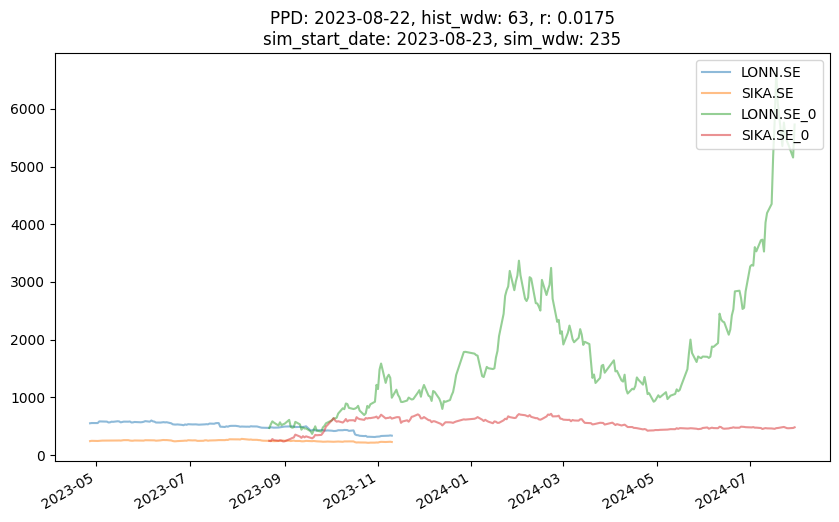 PPD: 2023-08-22, hist_wdw: 63, r: 0.0175
sim_start_date: 2023-08-23, sim_wdw: 235
LONN.SE
SIKA.SE
LONN.SE_0
SIKA.SE_0
6000
5000
4000
3000
2000
1000
0
2023-05
2023-07
2023-09
2023-11
2024-01
2024-03
2024-05
2024-07